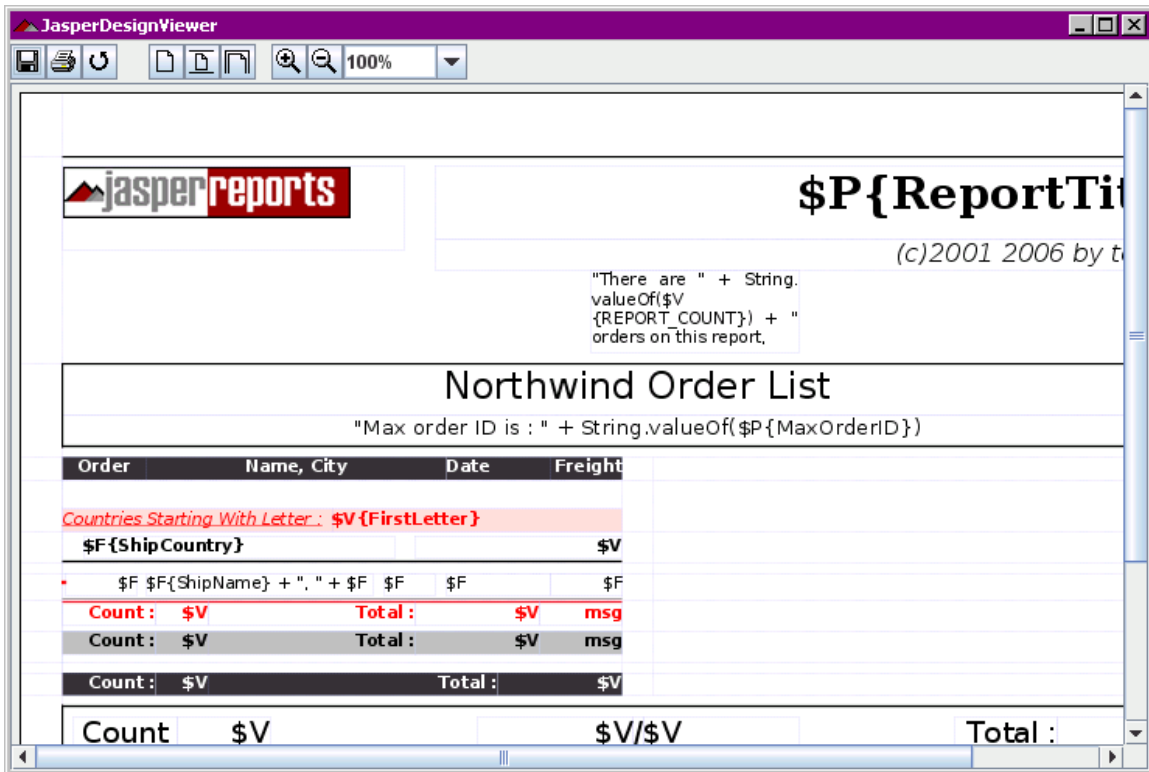 JasperDesignViewer
100%
jasperreports
$P{ReportTit
(c)2001 2006 by
"There are " + String.
valueOf($V
{REPORT_COUNT}) + "
orders on this report,
Northwind Order List
"Max order ID is : " + String.valueOf($P{MaxOrderID})
Order Name, City Date Freight
Countries Starting With Letter : $V{FirstLetter}
$F{ShipCountry} $V
$F $F{ShipName} + ", " + $F $F $F $F
Count : $V Total : $V msg
Count : $V Total : $V msg
Count : $V Total : $V
Count $V $V/$V Total :